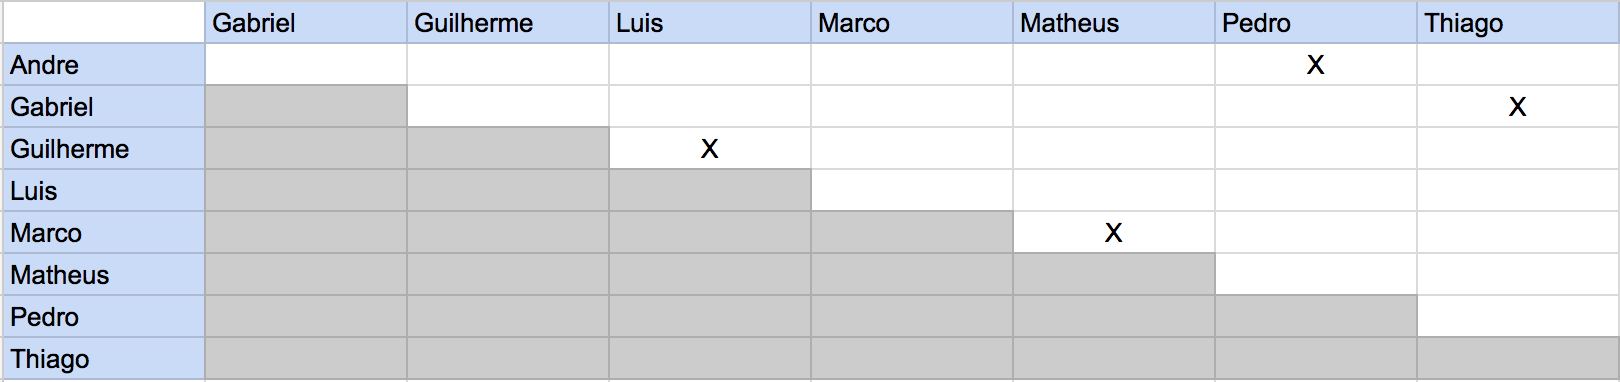 Gabriel Guilherme Luis Marco Matheus Pedro Thiago
Andre X
Gabriel X
Guilherme X
Luis
Marco X
Matheus
Pedro
Thiago